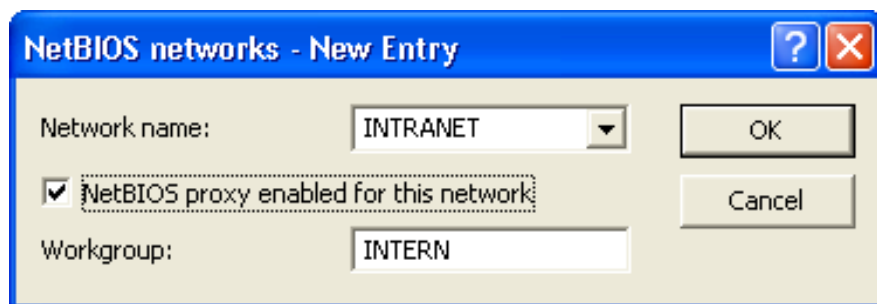 NetBIOS networks - New Entry
Network name: INTRANET OK
NetBIOS proxy enabled for this network Cancel
Workgroup: INTERN